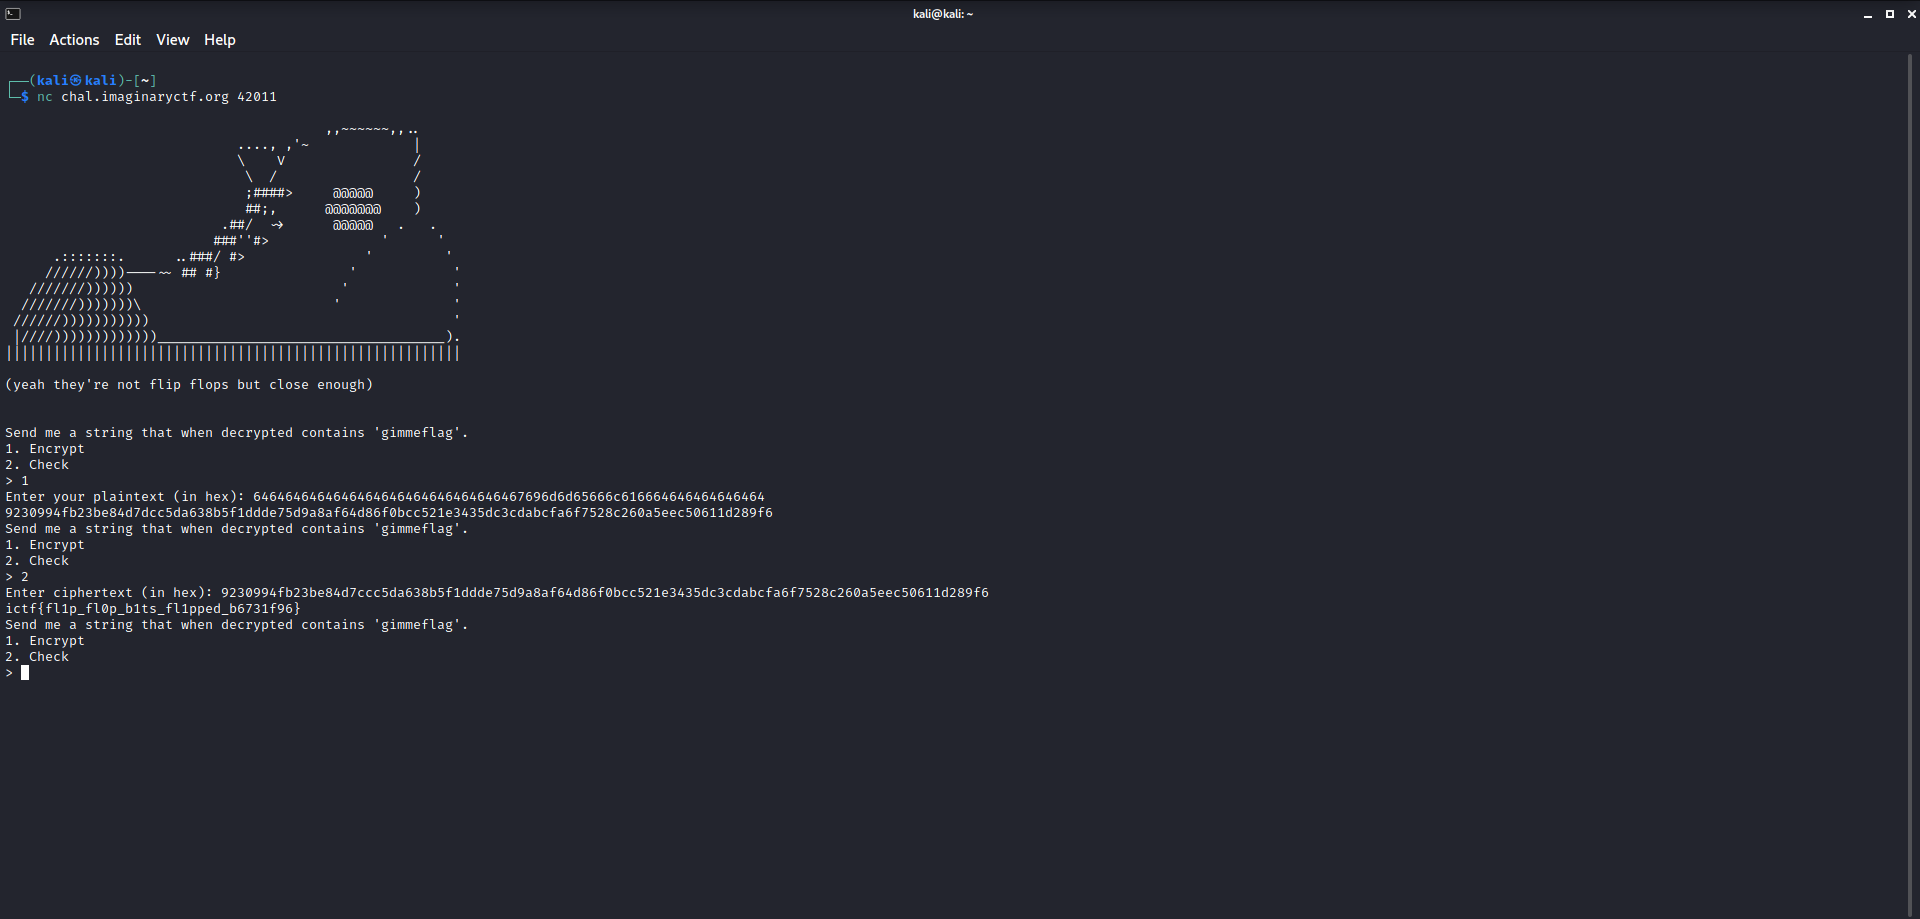 kali@kali: ~
File Actions Edit View Help
┌──(kali㉿kali)-[~]
└─$ nc chal.imaginaryctf.org 42011
(yeah they're not flip flops but close enough)
Send me a string that when decrypted contains 'gimmeflag'.
1. Encrypt
2. Check
> 1
Enter your plaintext (in hex): 6464646464646464646464646464646467696d6d65666c616664646464646464
9230994fb23be84d7dcc5da638b5f1ddde75d9a8af64d86f0bcc521e3435dc3cdabcfa6f7528c260a5eec50611d289f6
Send me a string that when decrypted contains 'gimmeflag'.
1. Encrypt
2. Check
> 2
Enter ciphertext (in hex): 9230994fb23be84d7ccc5da638b5f1ddde75d9a8af64d86f0bcc521e3435dc3cdabcfa6f7528c260a5eec50611d289f6
ictf{fl1p_fl0p_b1ts_fl1pped_b6731f96}
Send me a string that when decrypted contains 'gimmeflag'.
1. Encrypt
2. Check
>